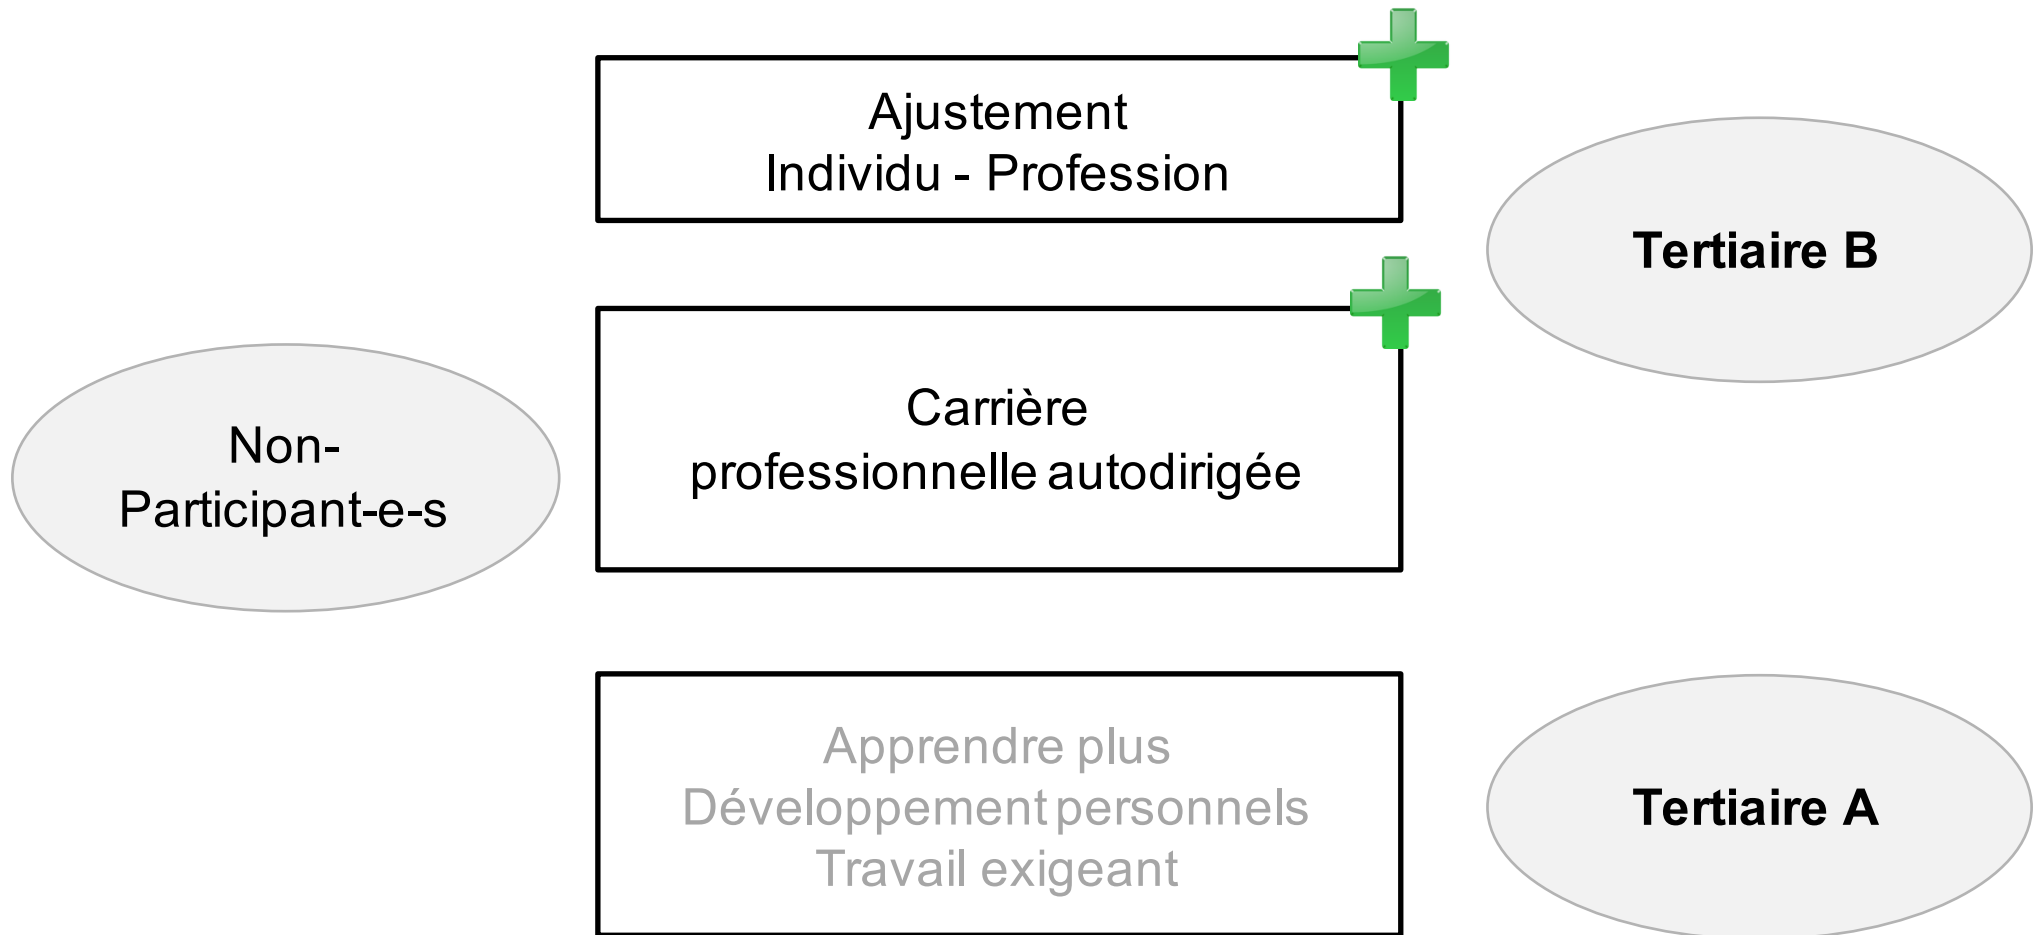 Ajustement
Individu - Profession
Tertiaire B
Carrière
professionnelle autodirigée
Non-
Participant-e-s
Apprendre plus
Développement personnels
Travail exigeant
Tertiaire A